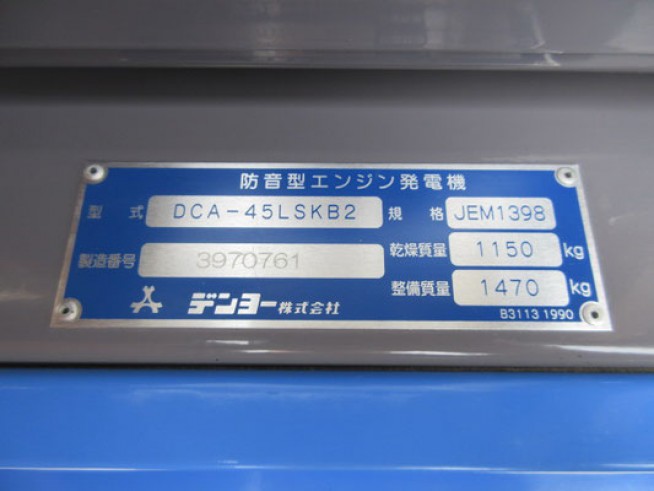 防音型エンジン発電機
型 式 DCA-45LSKB2 規 格 JEM1398
製造番号 3970761 乾燥質量 1150 kg
整備質量 1470 kg
デンヨー株式会社
B3113 1990